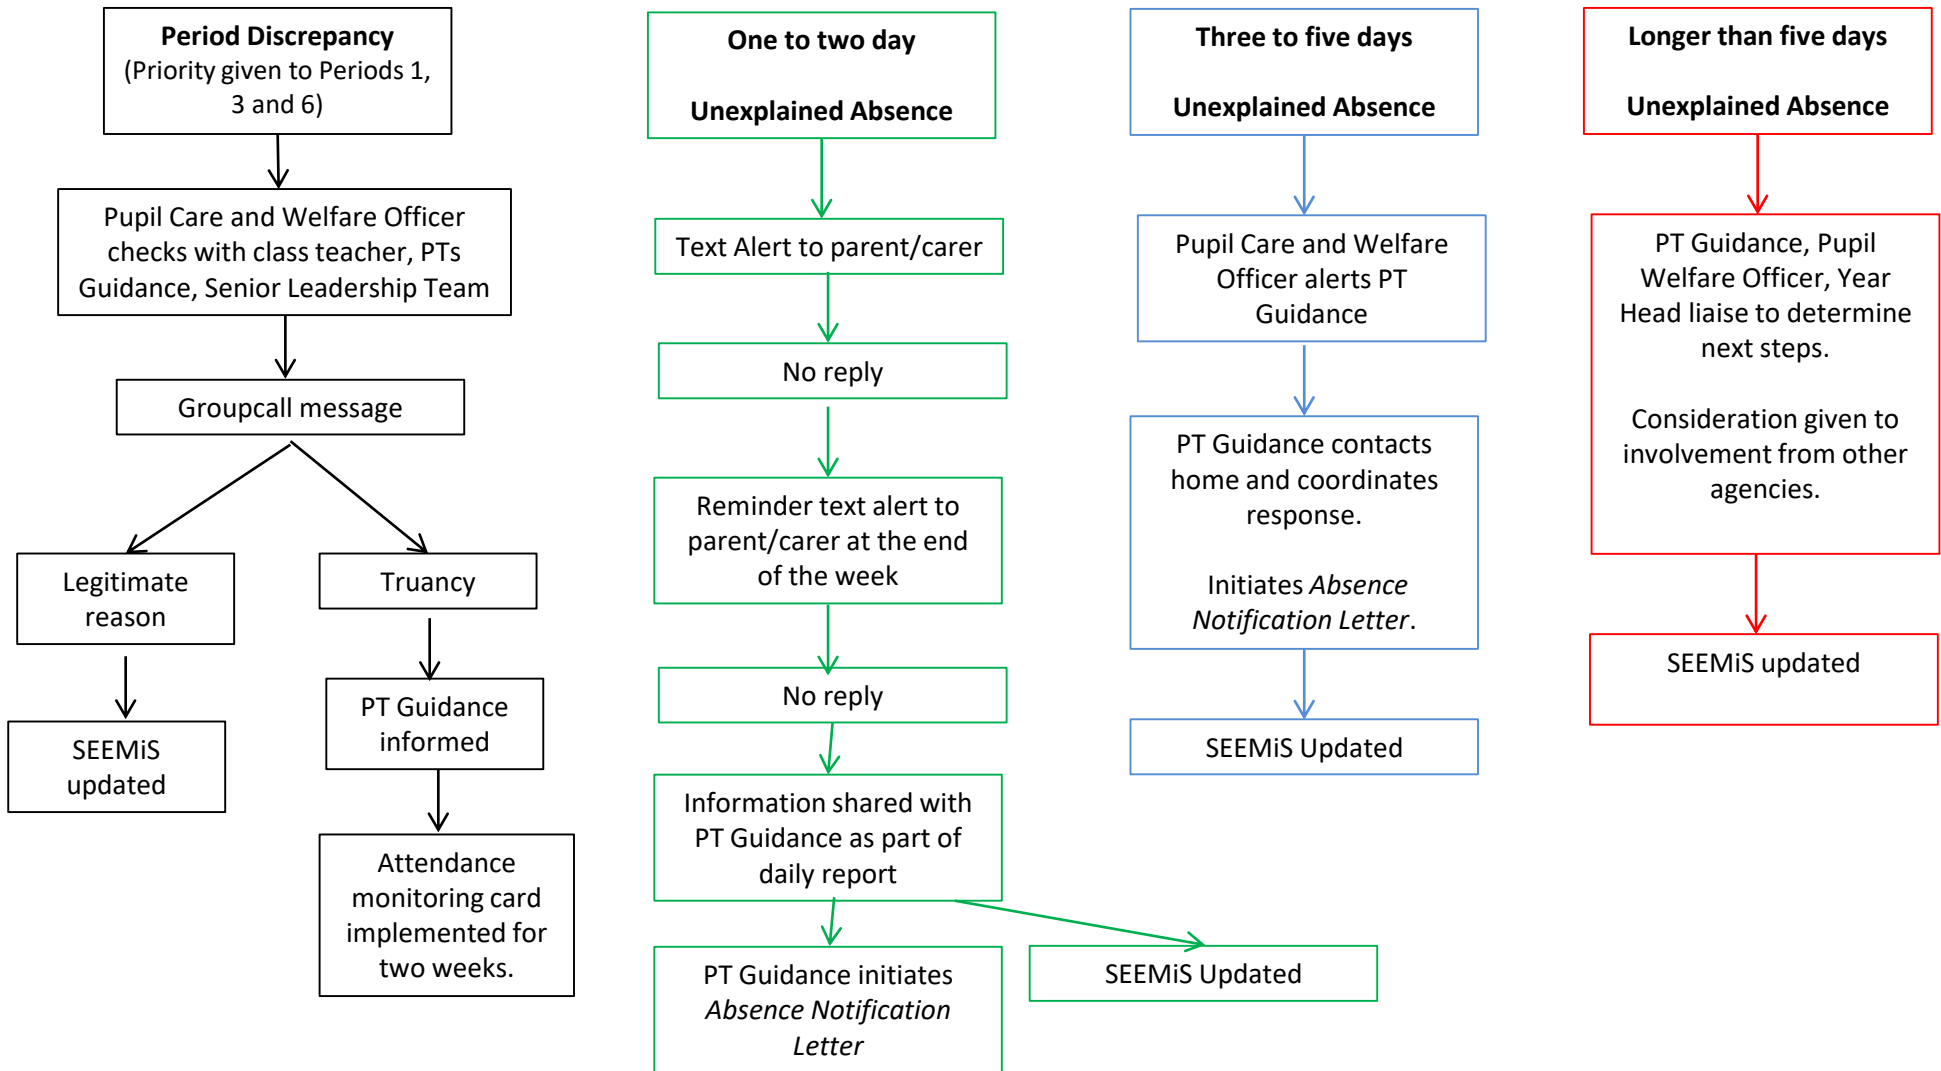 Period Discrepancy
(Priority given to Periods 1,
3 and 6)
Pupil Care and Welfare Officer
checks with class teacher, PTs
Guidance, Senior Leadership Team
Groupcall message
Legitimate
reason
SEEMiS
updated
Truancy
PT Guidance
informed
Attendance
monitoring card
implemented for
two weeks.
One to two day
Unexplained Absence
Text Alert to parent/carer
No reply
Reminder text alert to
parent/carer at the end
of the week
No reply
Information shared with
PT Guidance as part of
daily report
PT Guidance initiates
Absence Notification
Letter
SEEMiS Updated
Three to five days
Unexplained Absence
Pupil Care and Welfare
Officer alerts PT
Guidance
PT Guidance contacts
home and coordinates
response.
Initiates Absence
Notification Letter.
SEEMiS Updated
Longer than five days
Unexplained Absence
PT Guidance, Pupil
Welfare Officer, Year
Head liaise to determine
next steps.
Consideration given to
involvement from other
agencies.
SEEMiS updated